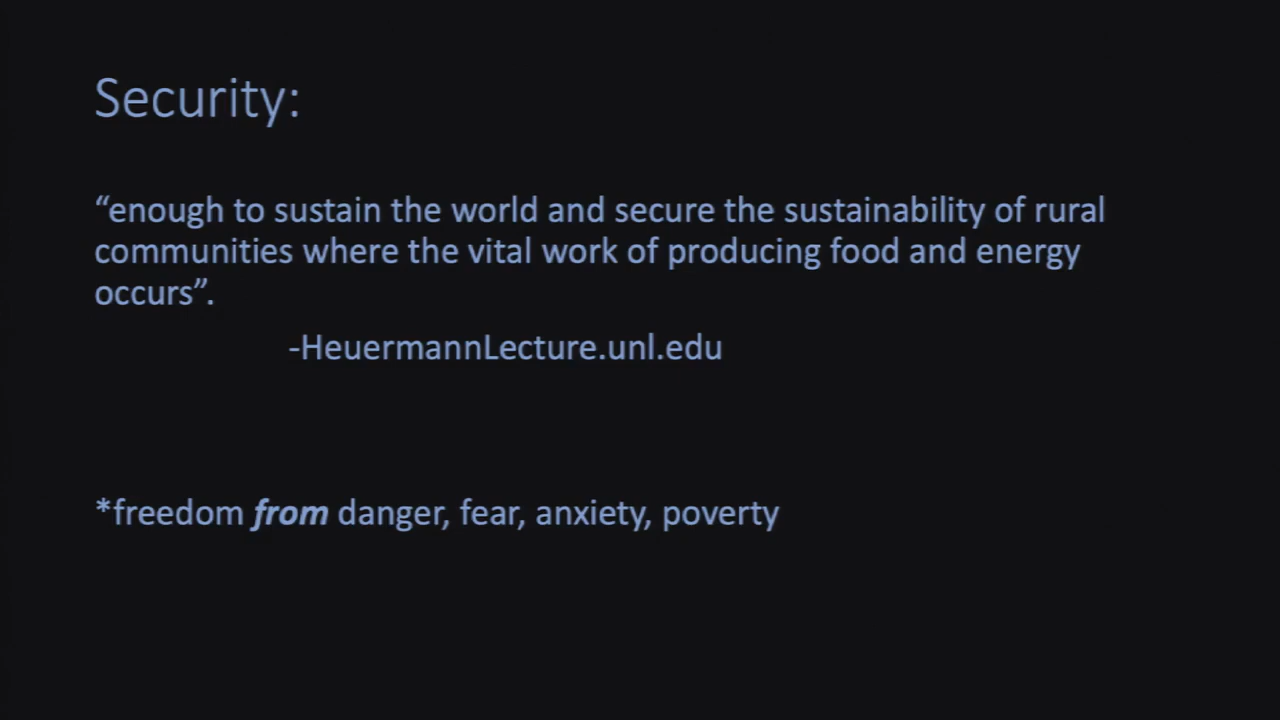 Security:
“enough to sustain the world and secure the sustainability of rural
communities where the vital work of producing food and energy
occurs”.
-HeuermannLecture.unl.edu
*freedom from danger, fear, anxiety, poverty